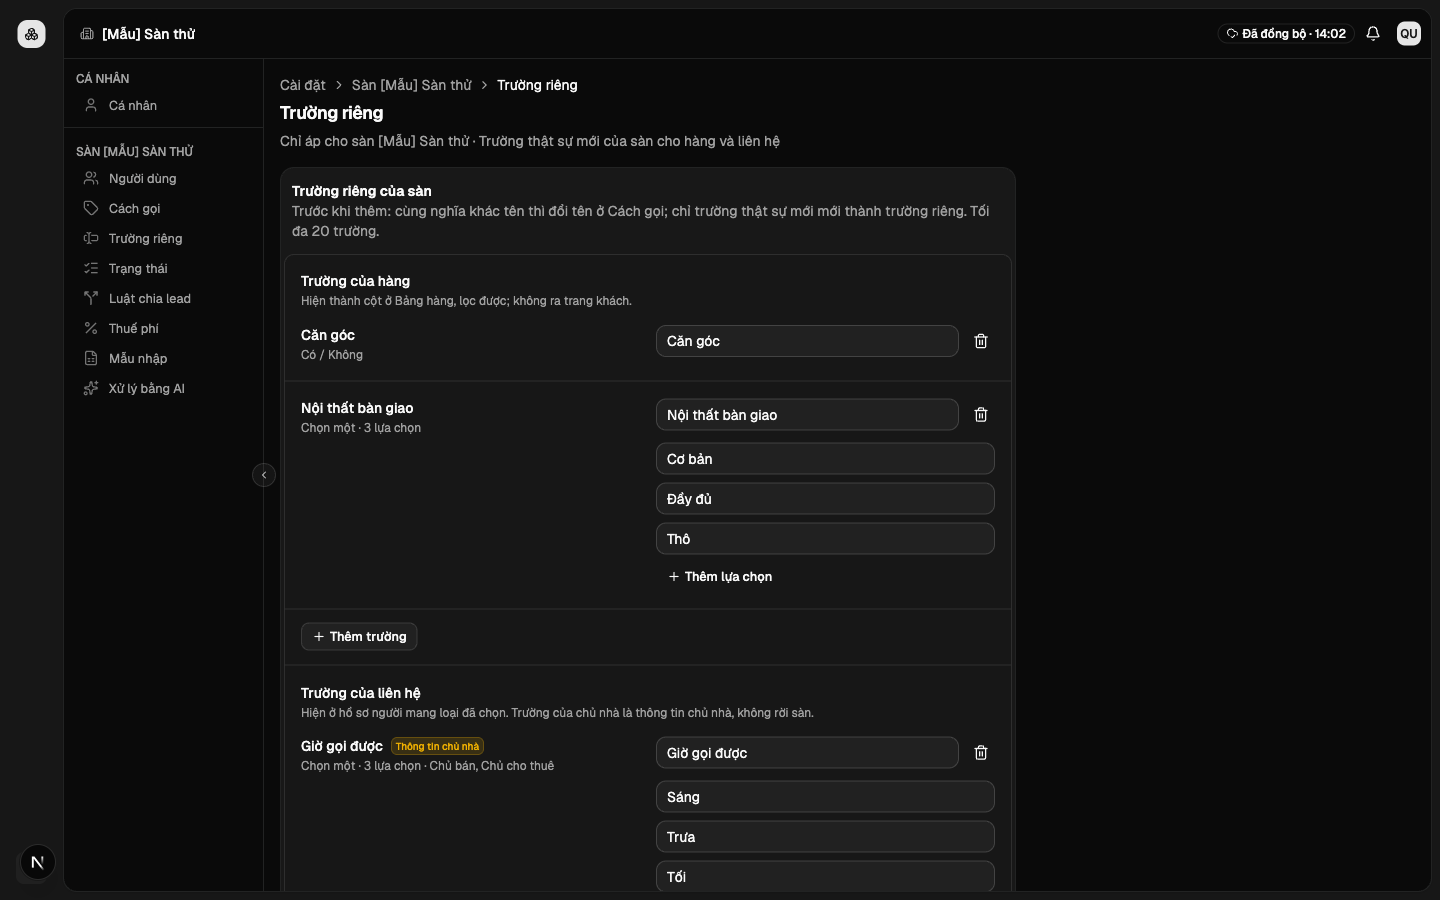 [Mẫu] Sàn thử
Đã đồng bộ · 14:02
QU
CÁ NHÂN
Cá nhân
SÀN [MẪU] SÀN THỬ
Người dùng
Cách gọi
Trường riêng
Trạng thái
Luật chia lead
Thuế phí
Mẫu nhập
Xử lý bằng AI
Cài đặt > Sàn [Mẫu] Sàn thử > Trường riêng
Trường riêng
Chỉ áp cho sàn [Mẫu] Sàn thử · Trường thật sự mới của sàn cho hàng và liên hệ
Trường riêng của sàn
Trước khi thêm: cùng nghĩa khác tên thì đổi tên ở Cách gọi; chỉ trường thật sự mới mới thành trường riêng. Tối
đa 20 trường.
Trường của hàng
Hiện thành cột ở Bảng hàng, lọc được; không ra trang khách.
Căn góc
Có / Không
Căn góc
Nội thất bàn giao
Chọn một · 3 lựa chọn
Nội thất bàn giao
Cơ bản
Đầy đủ
Thô
+ Thêm lựa chọn
+ Thêm trường
Trường của liên hệ
Hiện ở hồ sơ người mang loại đã chọn. Trường của chủ nhà là thông tin chủ nhà, không rời sàn.
Giờ gọi được Thông tin chủ nhà
Chọn một · 3 lựa chọn · Chủ bán, Chủ cho thuê
Giờ gọi được
Sáng
Trưa
Tối
N